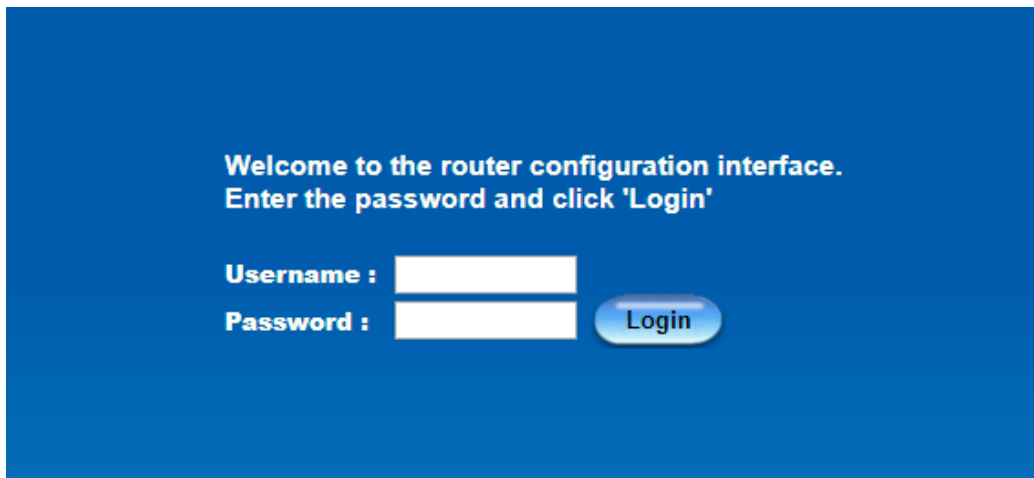 Welcome to the router configuration interface.
Enter the password and click 'Login'
Username :
Password :
Login